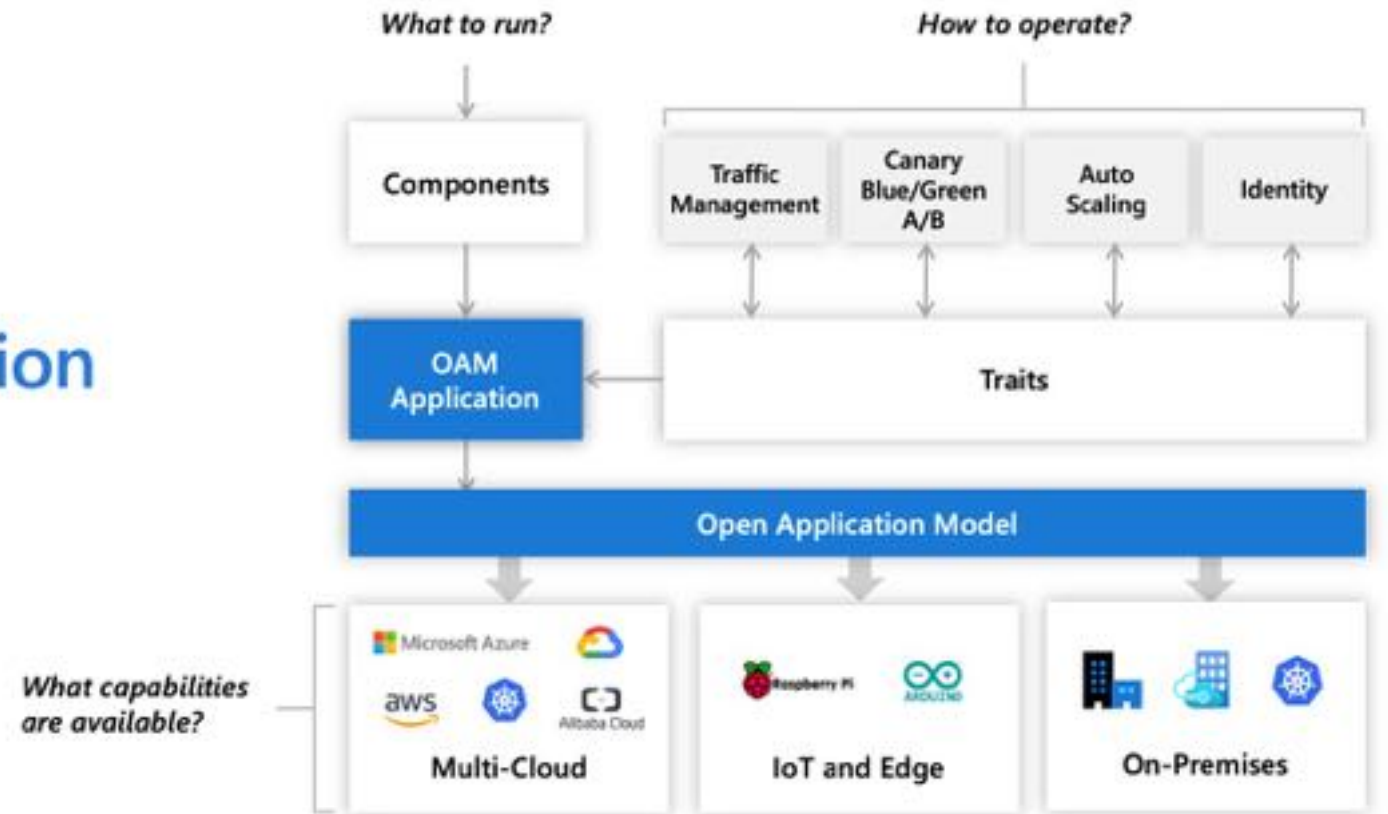 What to run?
How to operate?
Components
Traffic
Management
Canary
Blue/Green
A/B
Auto
Scaling
Identity
ion
OAM
Application
Traits
Open Application Model
What capabilities
are available?
Microsoft Azure
aws
Alibaba Cloud
Multi-Cloud
Raspberry Pi
ARDUINO
IoT and Edge
On-Premises